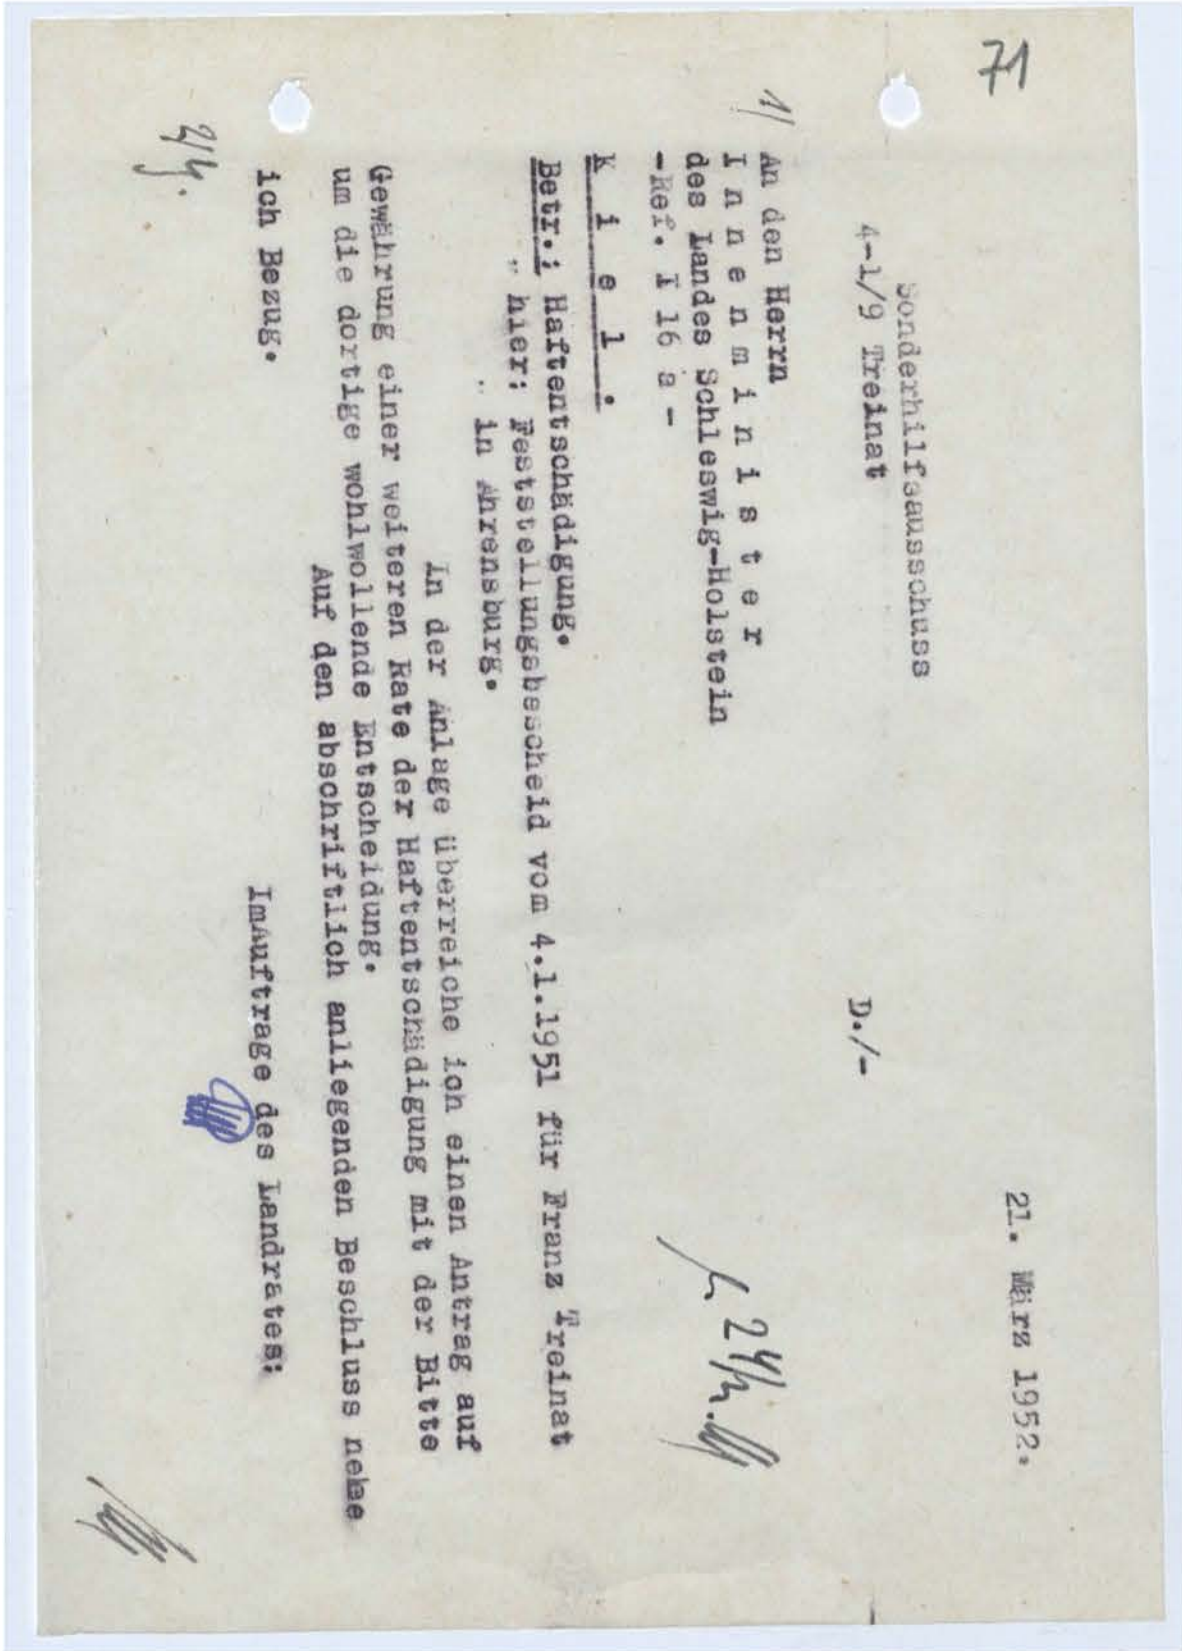 71
21. März 1952.
Sonderhilfsausschuss
4-1/9 Treinat
D./-
1/
An den Herrn
I n n e n m i n i s t e r
des Landes Schleswig-Holstein
-Ref. I 16 a -
K i e l .
Betr.: Haftentschädigung.
" hier: Feststellungsbescheid vom 4.1.1951 für Franz Treinat
" in Ahrensburg.
In der Anlage überreiche ich einen Antrag auf
Gewährung einer weiteren Rate der Haftentschädigung mit der Bitte
um die dortige wohlwollende Entscheidung.
Auf den abschriftlich anliegenden Beschluss nehme
ich Bezug.
ImAuftrage des Landrates: